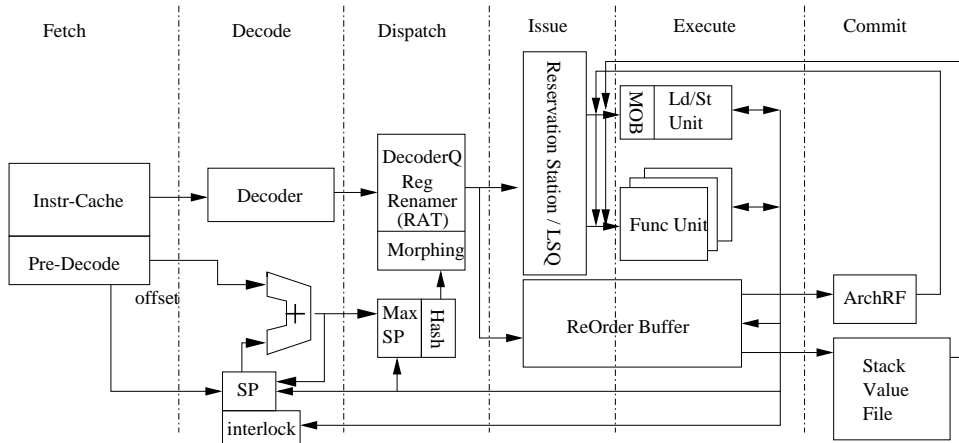 Fetch
Decode
Dispatch
Issue
Execute
Commit
Instr-Cache
Pre-Decode
offset
Decoder
+
SP
interlock
DecoderQ
Reg
Renamer
(RAT)
Morphing
Max
SP
Hash
Reservation Station / LSQ
MOB
Ld/St
Unit
Func Unit
ReOrder Buffer
ArchRF
Stack
Value
File